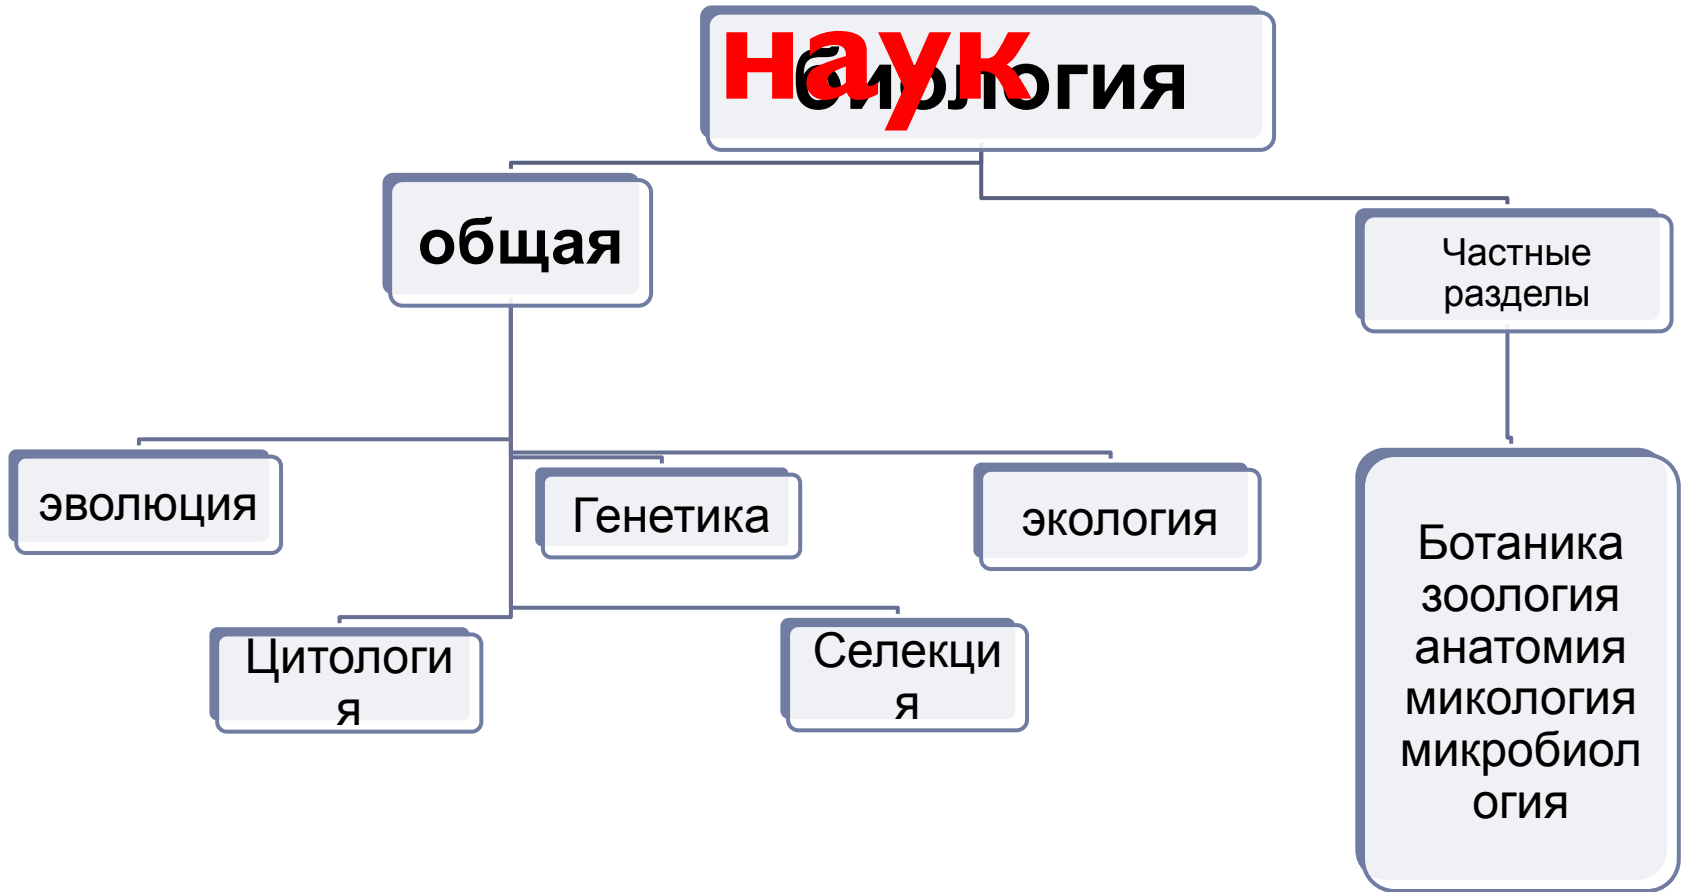 наук
биология
общая
Частные
разделы
эволюция
Генетика
экология
Цитологи
я
Селекци
я
Ботаника
зоология
анатомия
микология
микробиол
огия